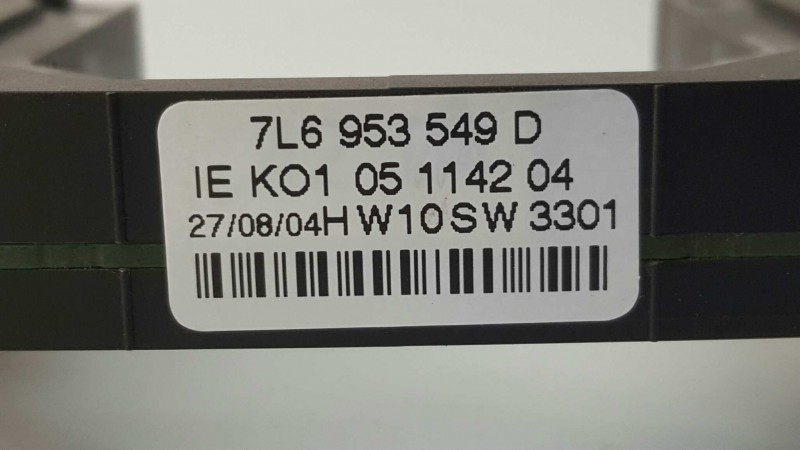 7L6 953 549 D
IE KO1 05 1142 04
27/08/04H W10 SW 3301